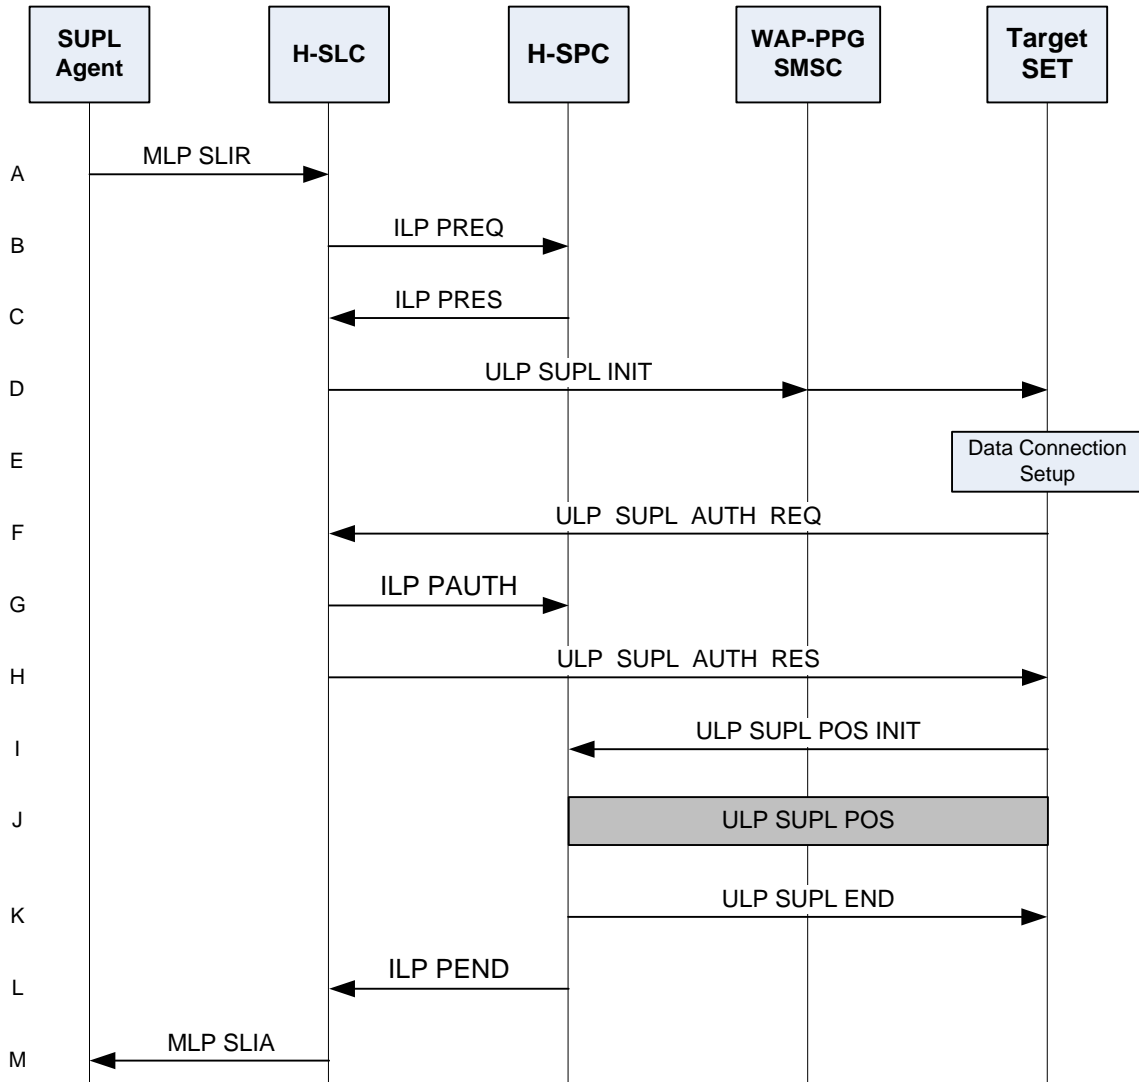 SUPL
Agent
H-SLC
H-SPC
WAP-PPG
SMSC
Target
SET
A
MLP SLIR
B
ILP PREQ
C
ILP PRES
D
ULP SUPL INIT
E
Data Connection
Setup
F
ULP SUPL AUTH REQ
G
ILP PAUTH
H
ULP SUPL AUTH RES
I
ULP SUPL POS INIT
J
ULP SUPL POS
K
ULP SUPL END
L
ILP PEND
M
MLP SLIA